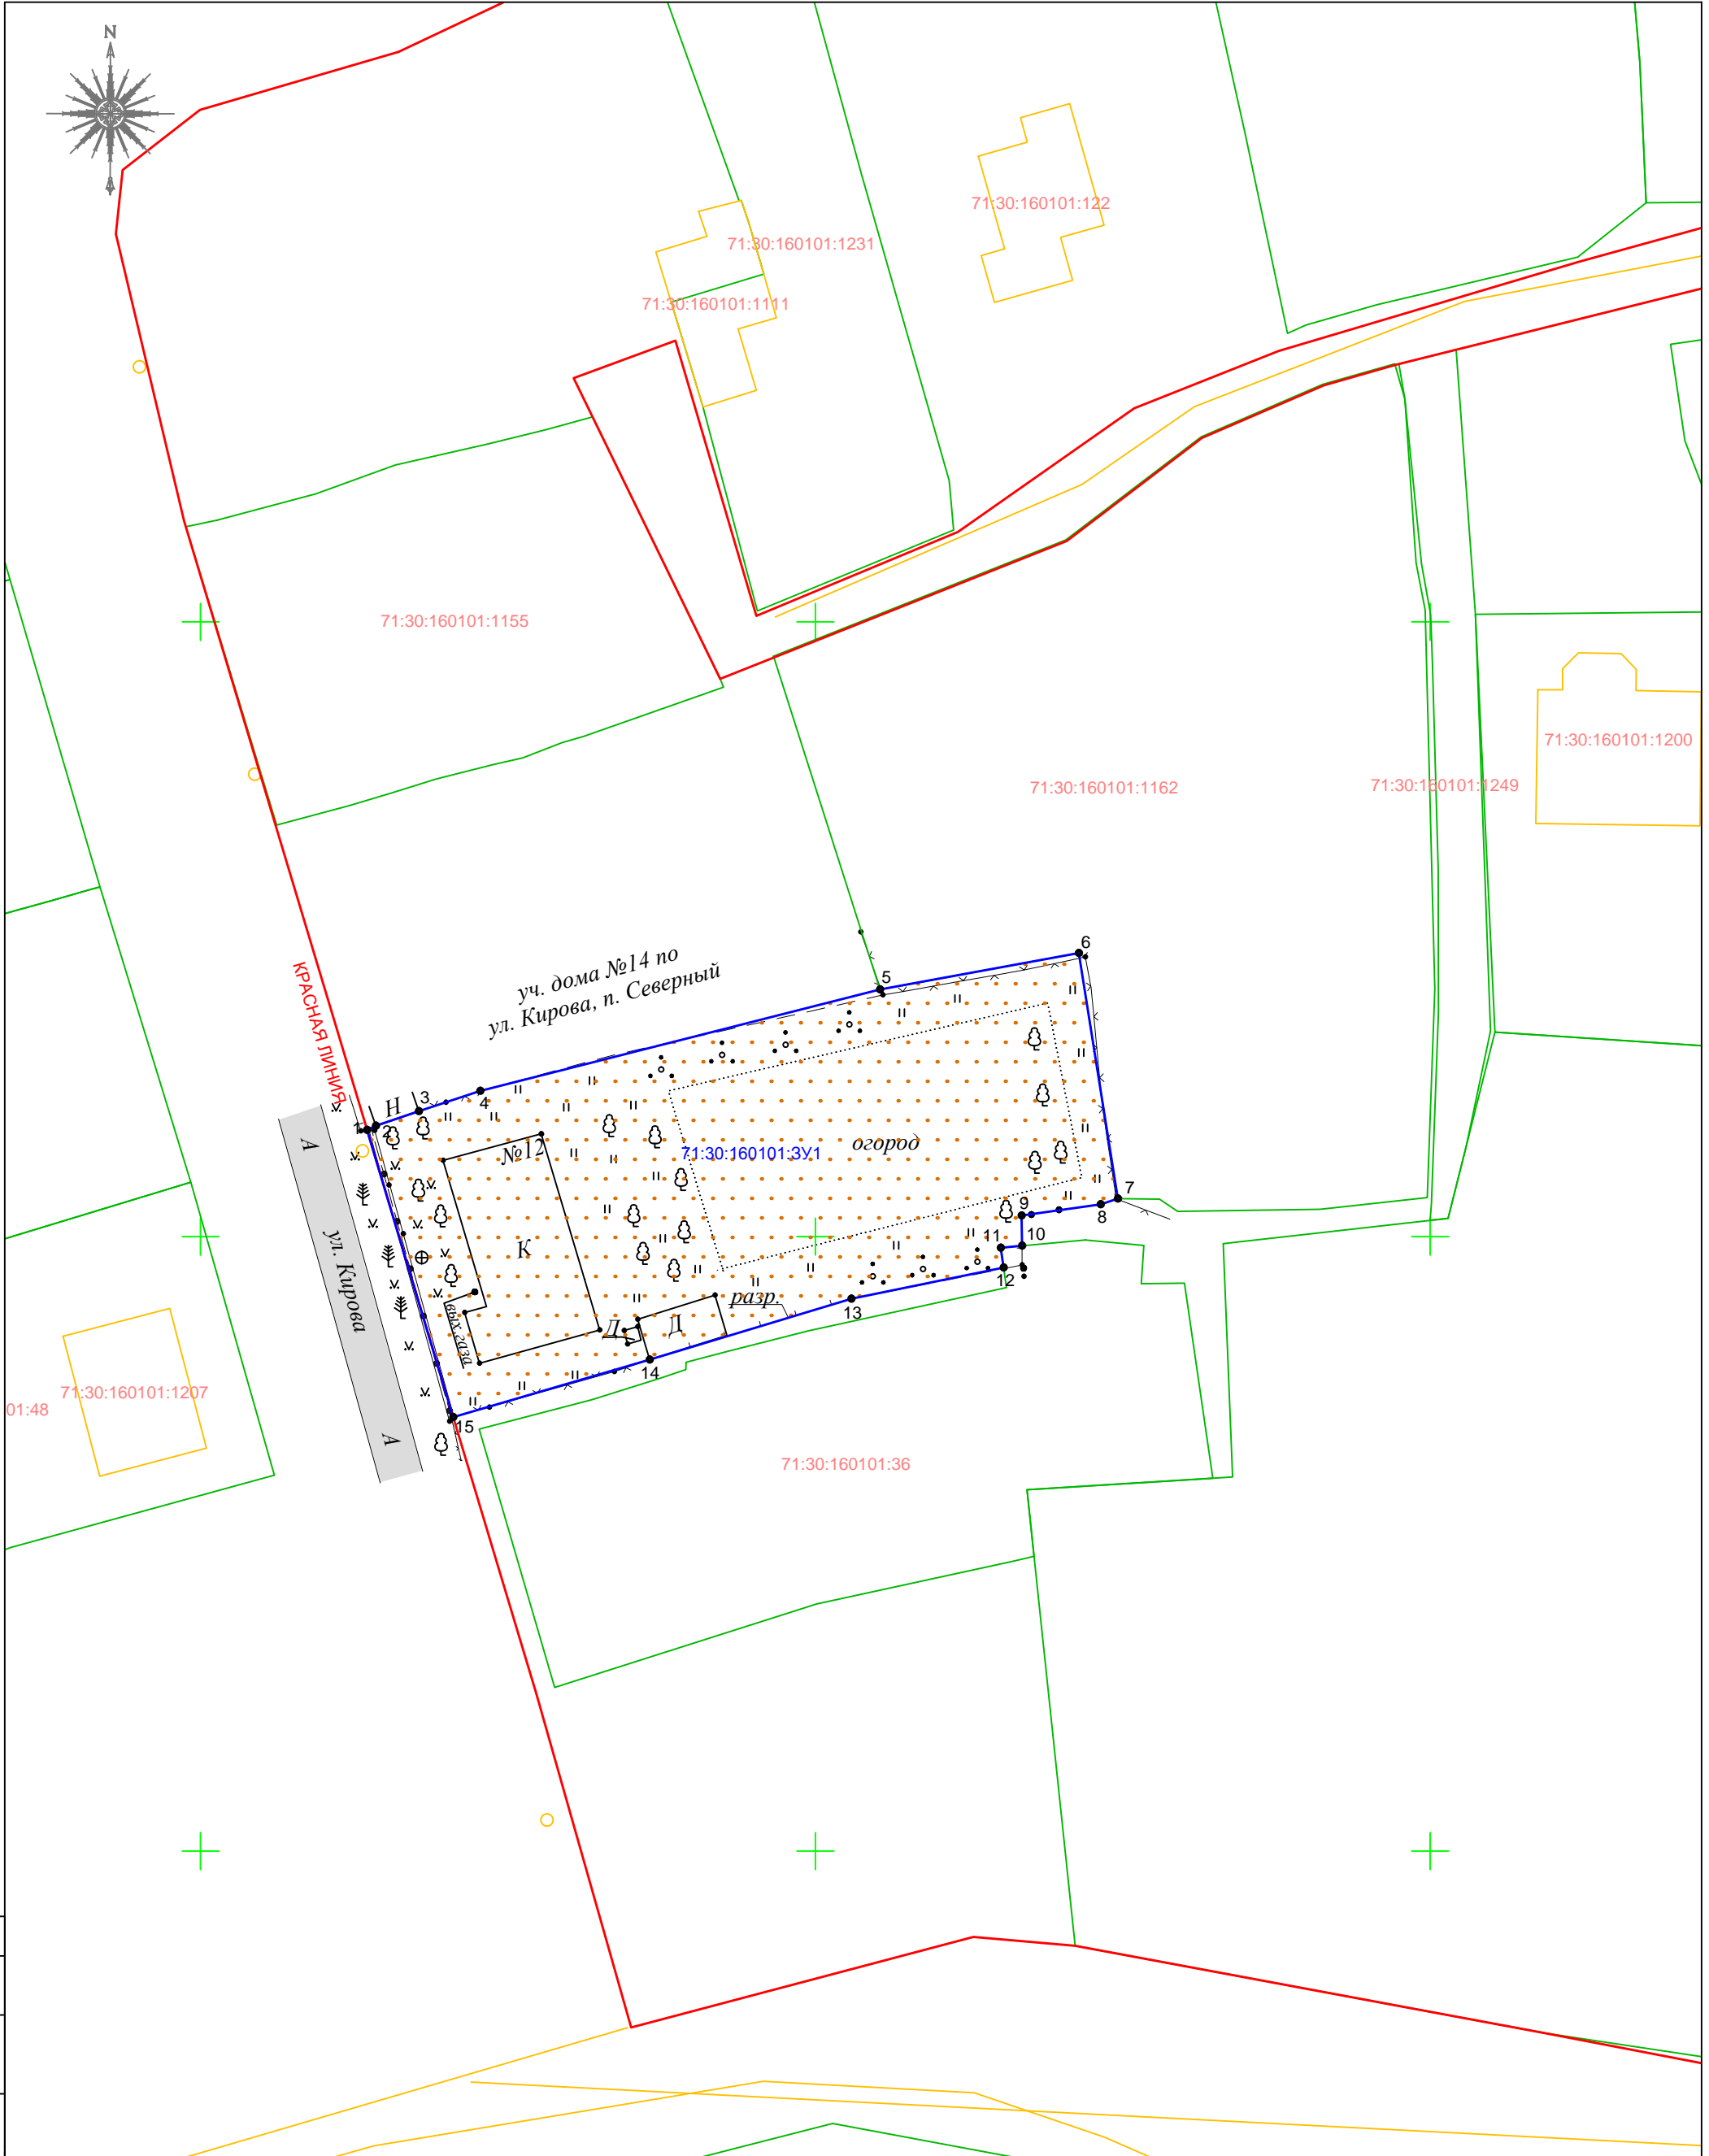 N
71:30:160101:122
71:30:160101:1231
71:30:160101:1111
71:30:160101:1155
71:30:160101:1200
71:30:160101:1162
71:30:160101:1249
уч. дома №14 по
ул. Кирова, п. Северный
КРАСНАЯ ЛИНИЯ
6
5
4
3
Н
1
2
А
№12
71:30:160101:ЗУ1
огород
7
8
9
10
11
12
13
ул. Кирова
К
разр.
вых.газа
Д
Д
14
15
А
71:30:160101:1207
01:48
71:30:160101:36